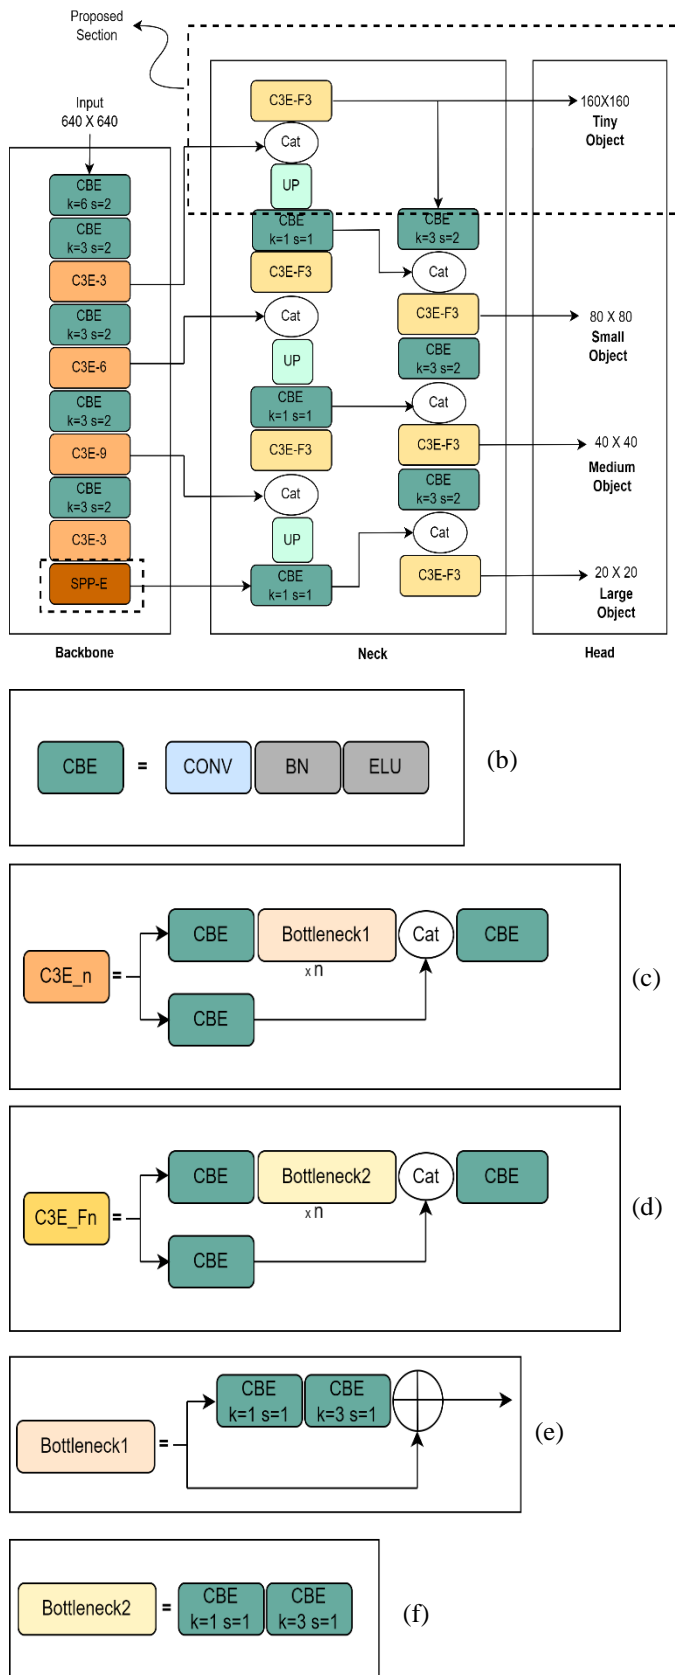 Proposed
Section
Input
640 X 640
CBE
k=6 s=2
CBE
k=3 s=2
C3E-3
CBE
k=3 s=2
C3E-6
CBE
k=3 s=2
C3E-9
CBE
k=3 s=2
C3E-3
SPP-E
Backbone
C3E-F3
Cat
UP
CBE
k=1 s=1
C3E-F3
Cat
UP
CBE
k=1 s=1
C3E-F3
Cat
UP
CBE
k=1 s=1
CBE
k=3 s=2
Cat
C3E-F3
CBE
k=3 s=2
Cat
C3E-F3
CBE
k=3 s=2
Cat
C3E-F3
Neck
160X160
Tiny
Object
80 X 80
Small
Object
40 X 40
Medium
Object
20 X 20
Large
Object
Head
CBE = CONV BN ELU
(b)
C3E_n = CBE Bottleneck1 Cat CBE
x n
CBE
(c)
C3E_Fn = CBE Bottleneck2 Cat CBE
x n
CBE
(d)
Bottleneck1 =
CBE
k=1 s=1
CBE
k=3 s=1
(e)
Bottleneck2 =
CBE
k=1 s=1
CBE
k=3 s=1
(f)